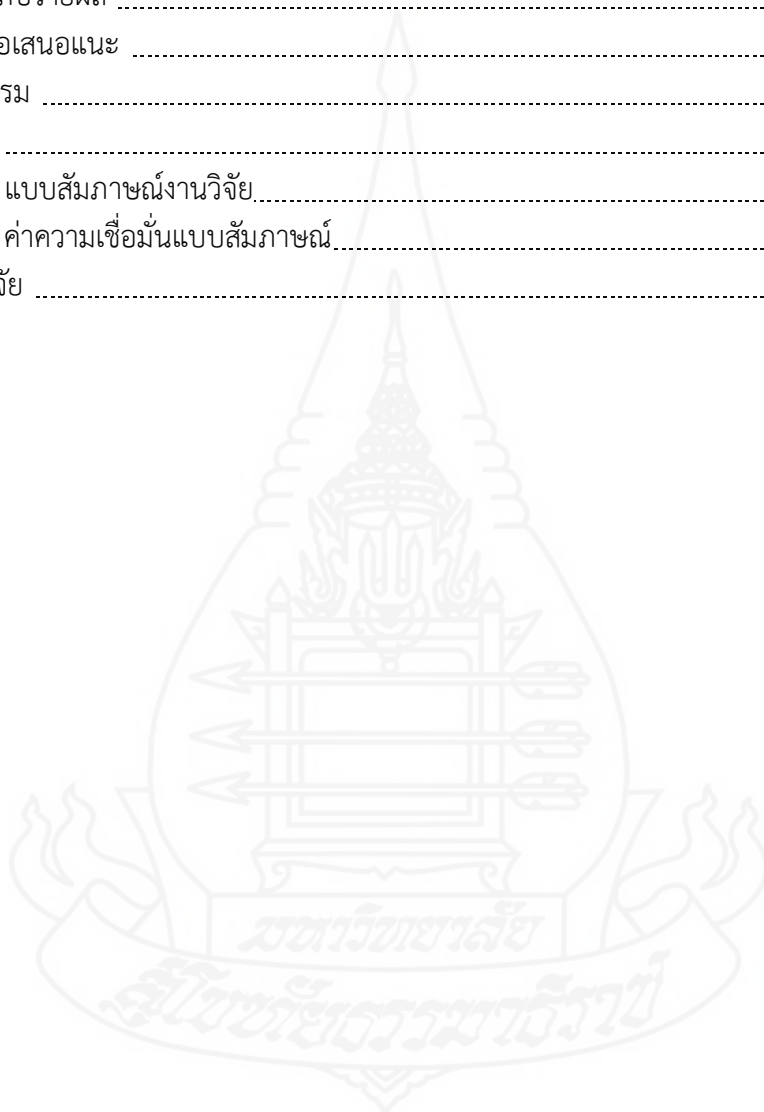 อเสนอแนะ
รม
แบบสัมภาษณ์งานวิจัย
ค่าความเชื่อมั่นแบบสัมภาษณ์
จัย
มหาวิทยาลัย
สุโขทัยธรรมาธิราช